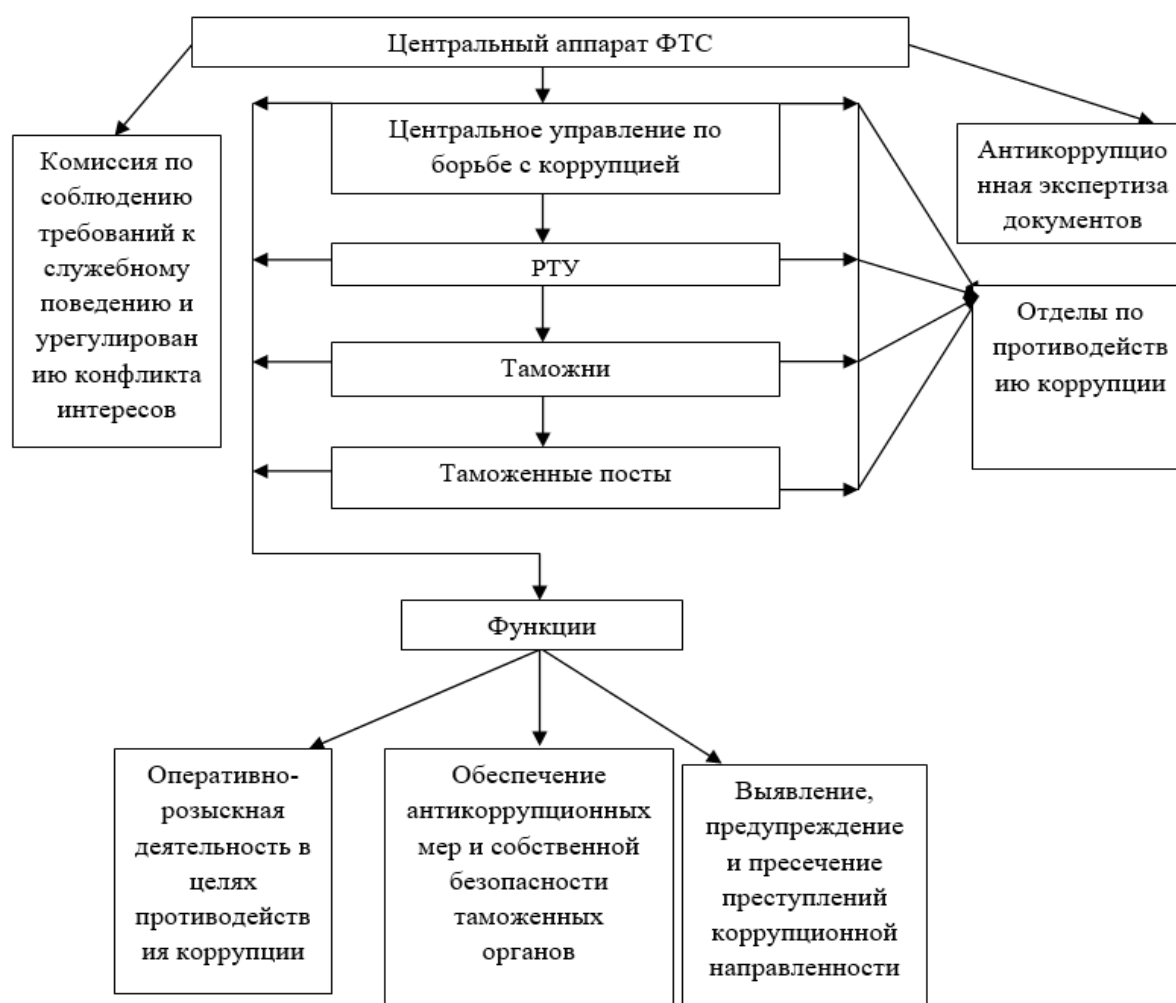 Центральный аппарат ФТС
Центральное управление по
борьбе с коррупцией
Комиссия по
соблюдению
требований к
служебному
поведению и
урегулирован
ию конфликта
интересов
Антикоррупцио
нная экспертиза
документов
РТУ
Отделы по
противодейств
ию коррупции
Таможни
Таможенные посты
Функции
Оперативно-
розыскная
деятельность в
целях
противодейств
ия коррупции
Обеспечение
антикоррупционных
мер и собственной
безопасности
таможенных
органов
Выявление,
предупреждение
и пресечение
преступлений
коррупционной
направленности